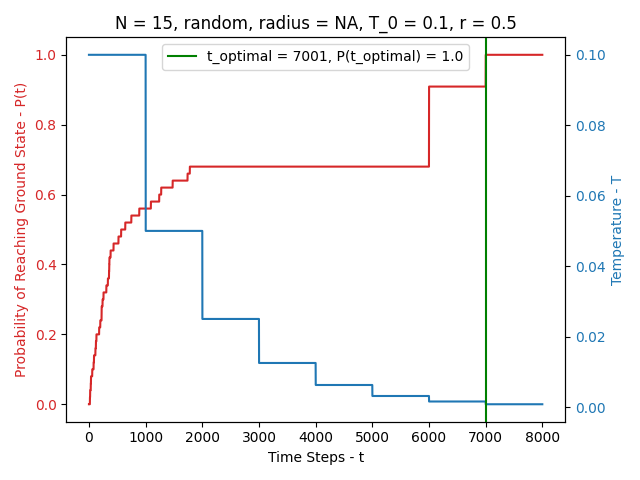 N = 15, random, radius = NA, T_0 = 0.1, r = 0.5
t_optimal = 7001, P(t_optimal) = 1.0
Probability of Reaching Ground State - P(t)
1.0
0.8
0.6
0.4
0.2
0.0
0.10
0.08
0.06
0.04
0.02
0.00
Temperature - T
0 1000 2000 3000 4000 5000 6000 7000 8000
Time Steps - t